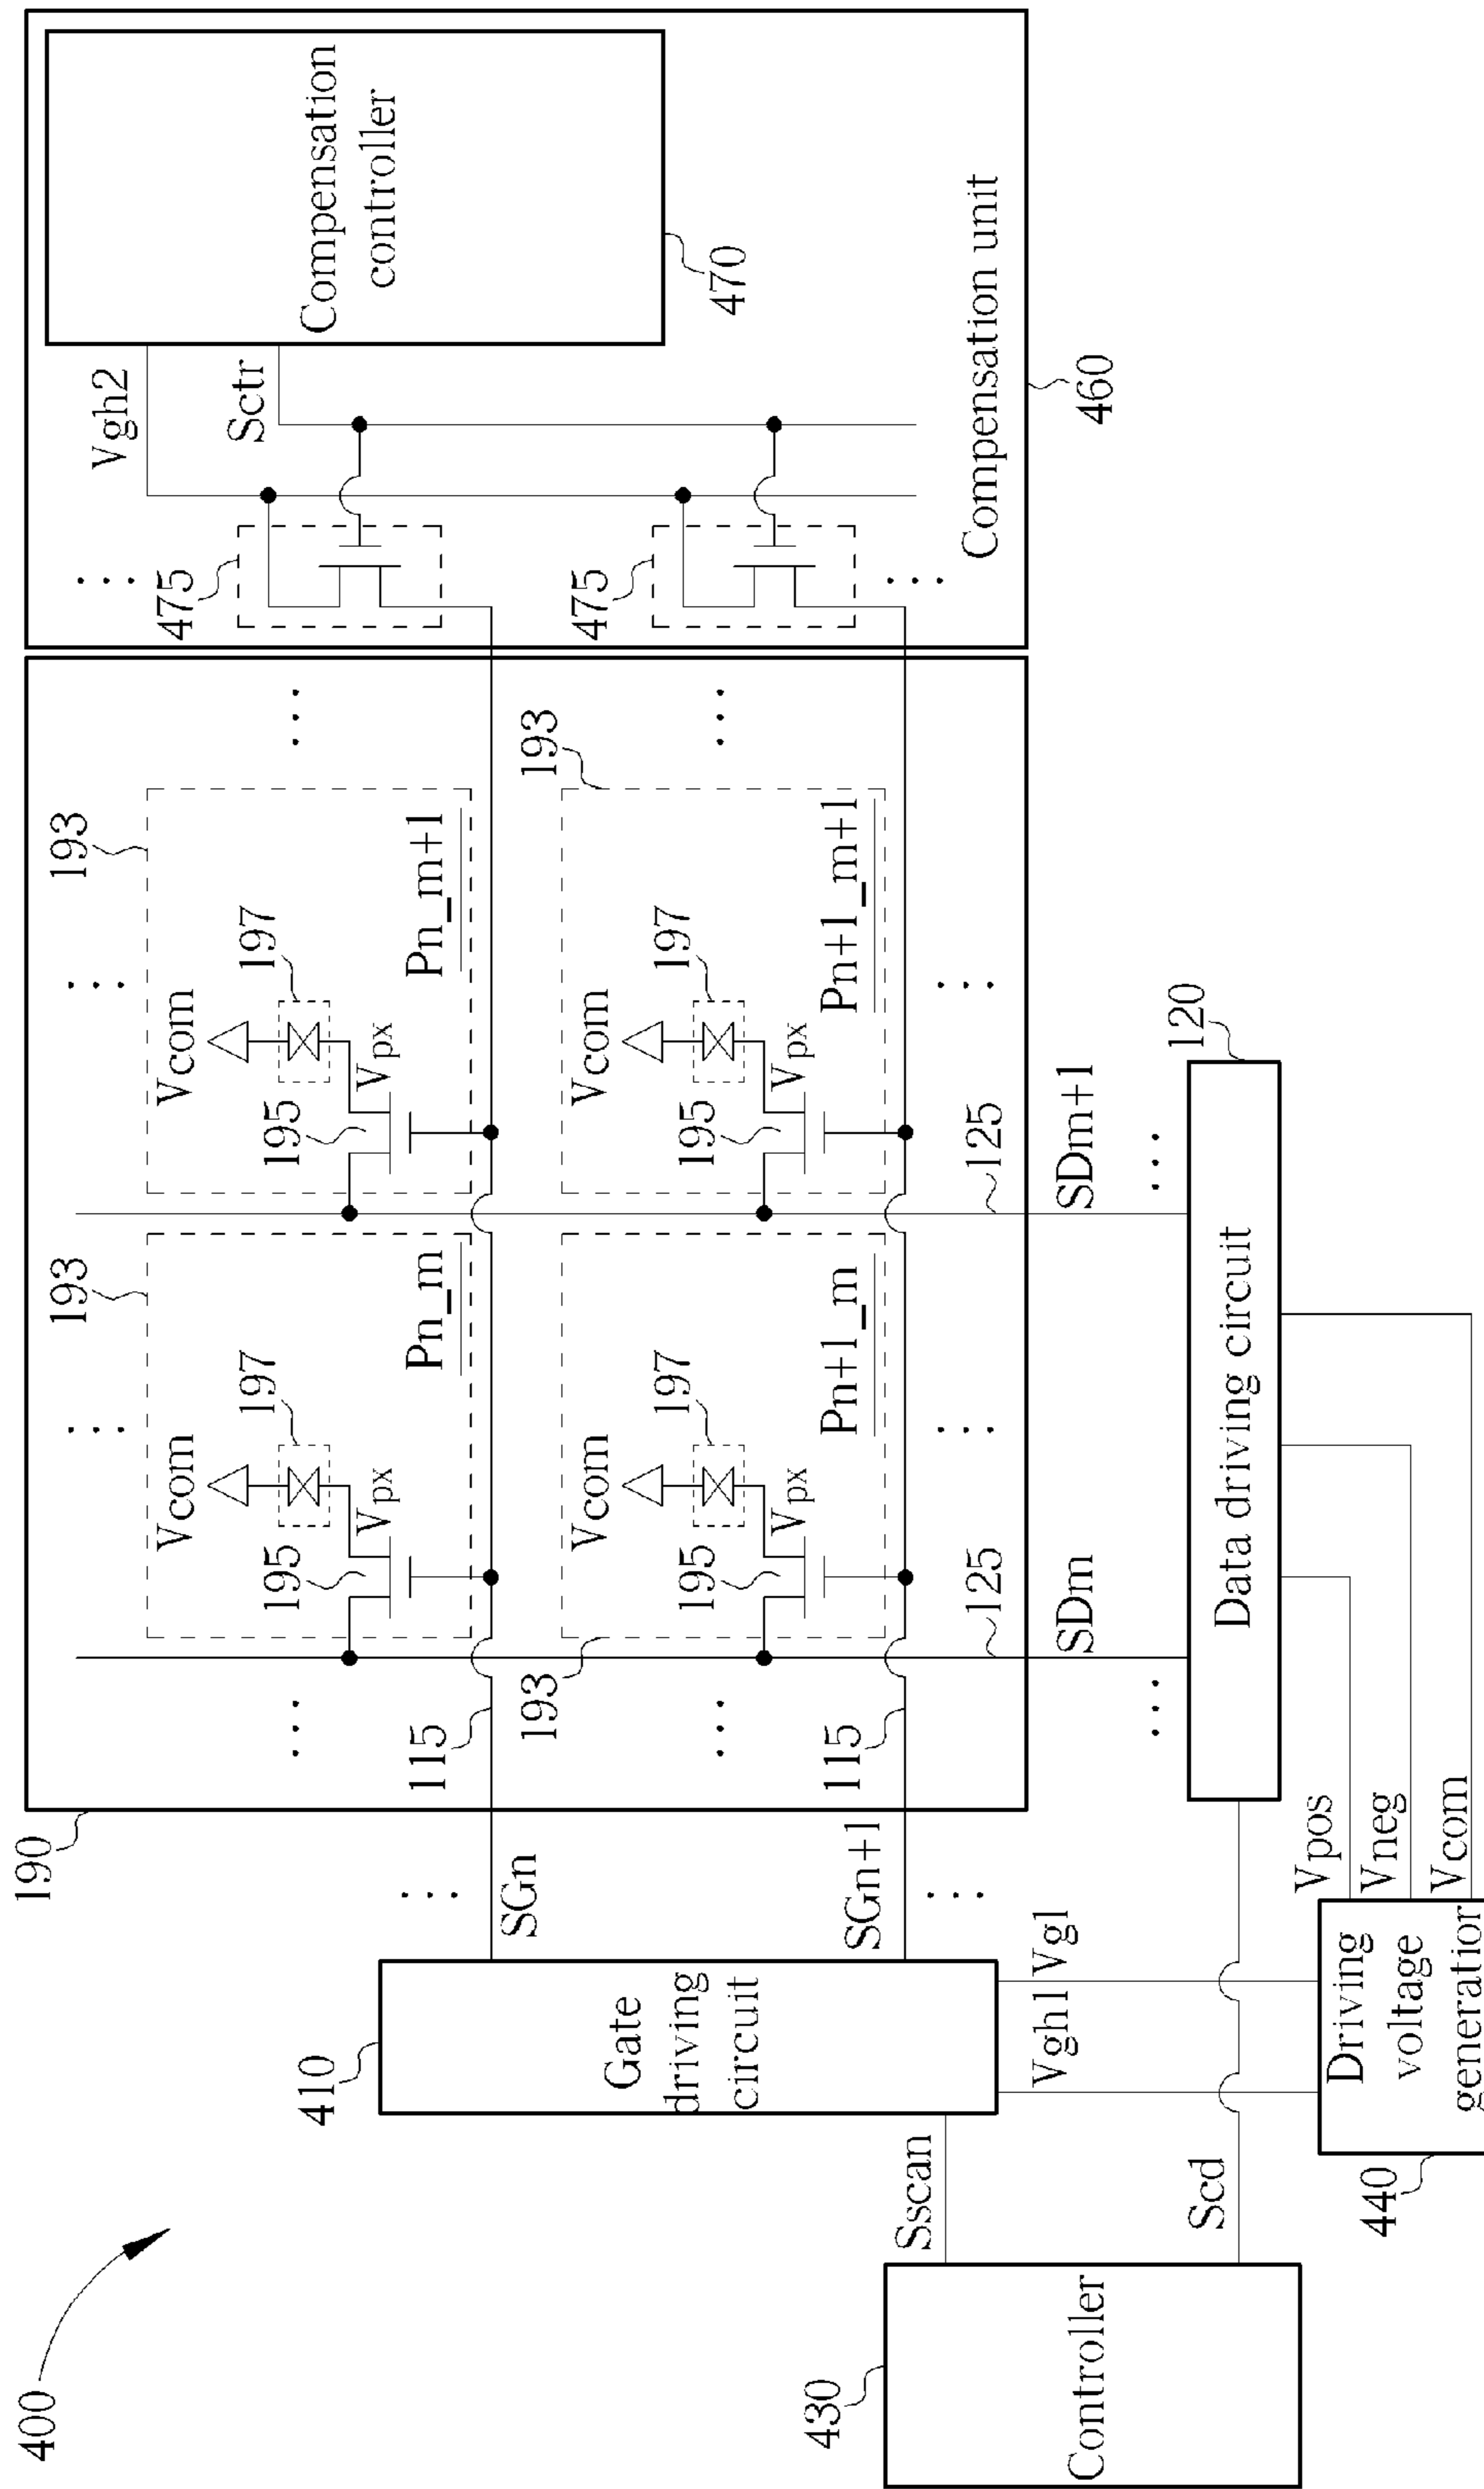 400
190
193
193
Vcom
197
195
Vpx
Pn_m
Vcom
197
195
Vpx
Pn_m+1
115
193
193
Vcom
197
195
Vpx
Pn+1_m
Vcom
197
195
Vpx
Pn+1_m+1
115
125
125
SDm
SDm+1
SGn
SGn+1
410
Gate
driving
circuit
Vgh1
Vgl
Sscan
Scd
430
Controller
440
Driving
voltage
generation
Vpos
Vneg
Vcom
Data driving circuit
120
Vgh2
Sctr
475
475
Compensation
controller
470
Compensation unit
460